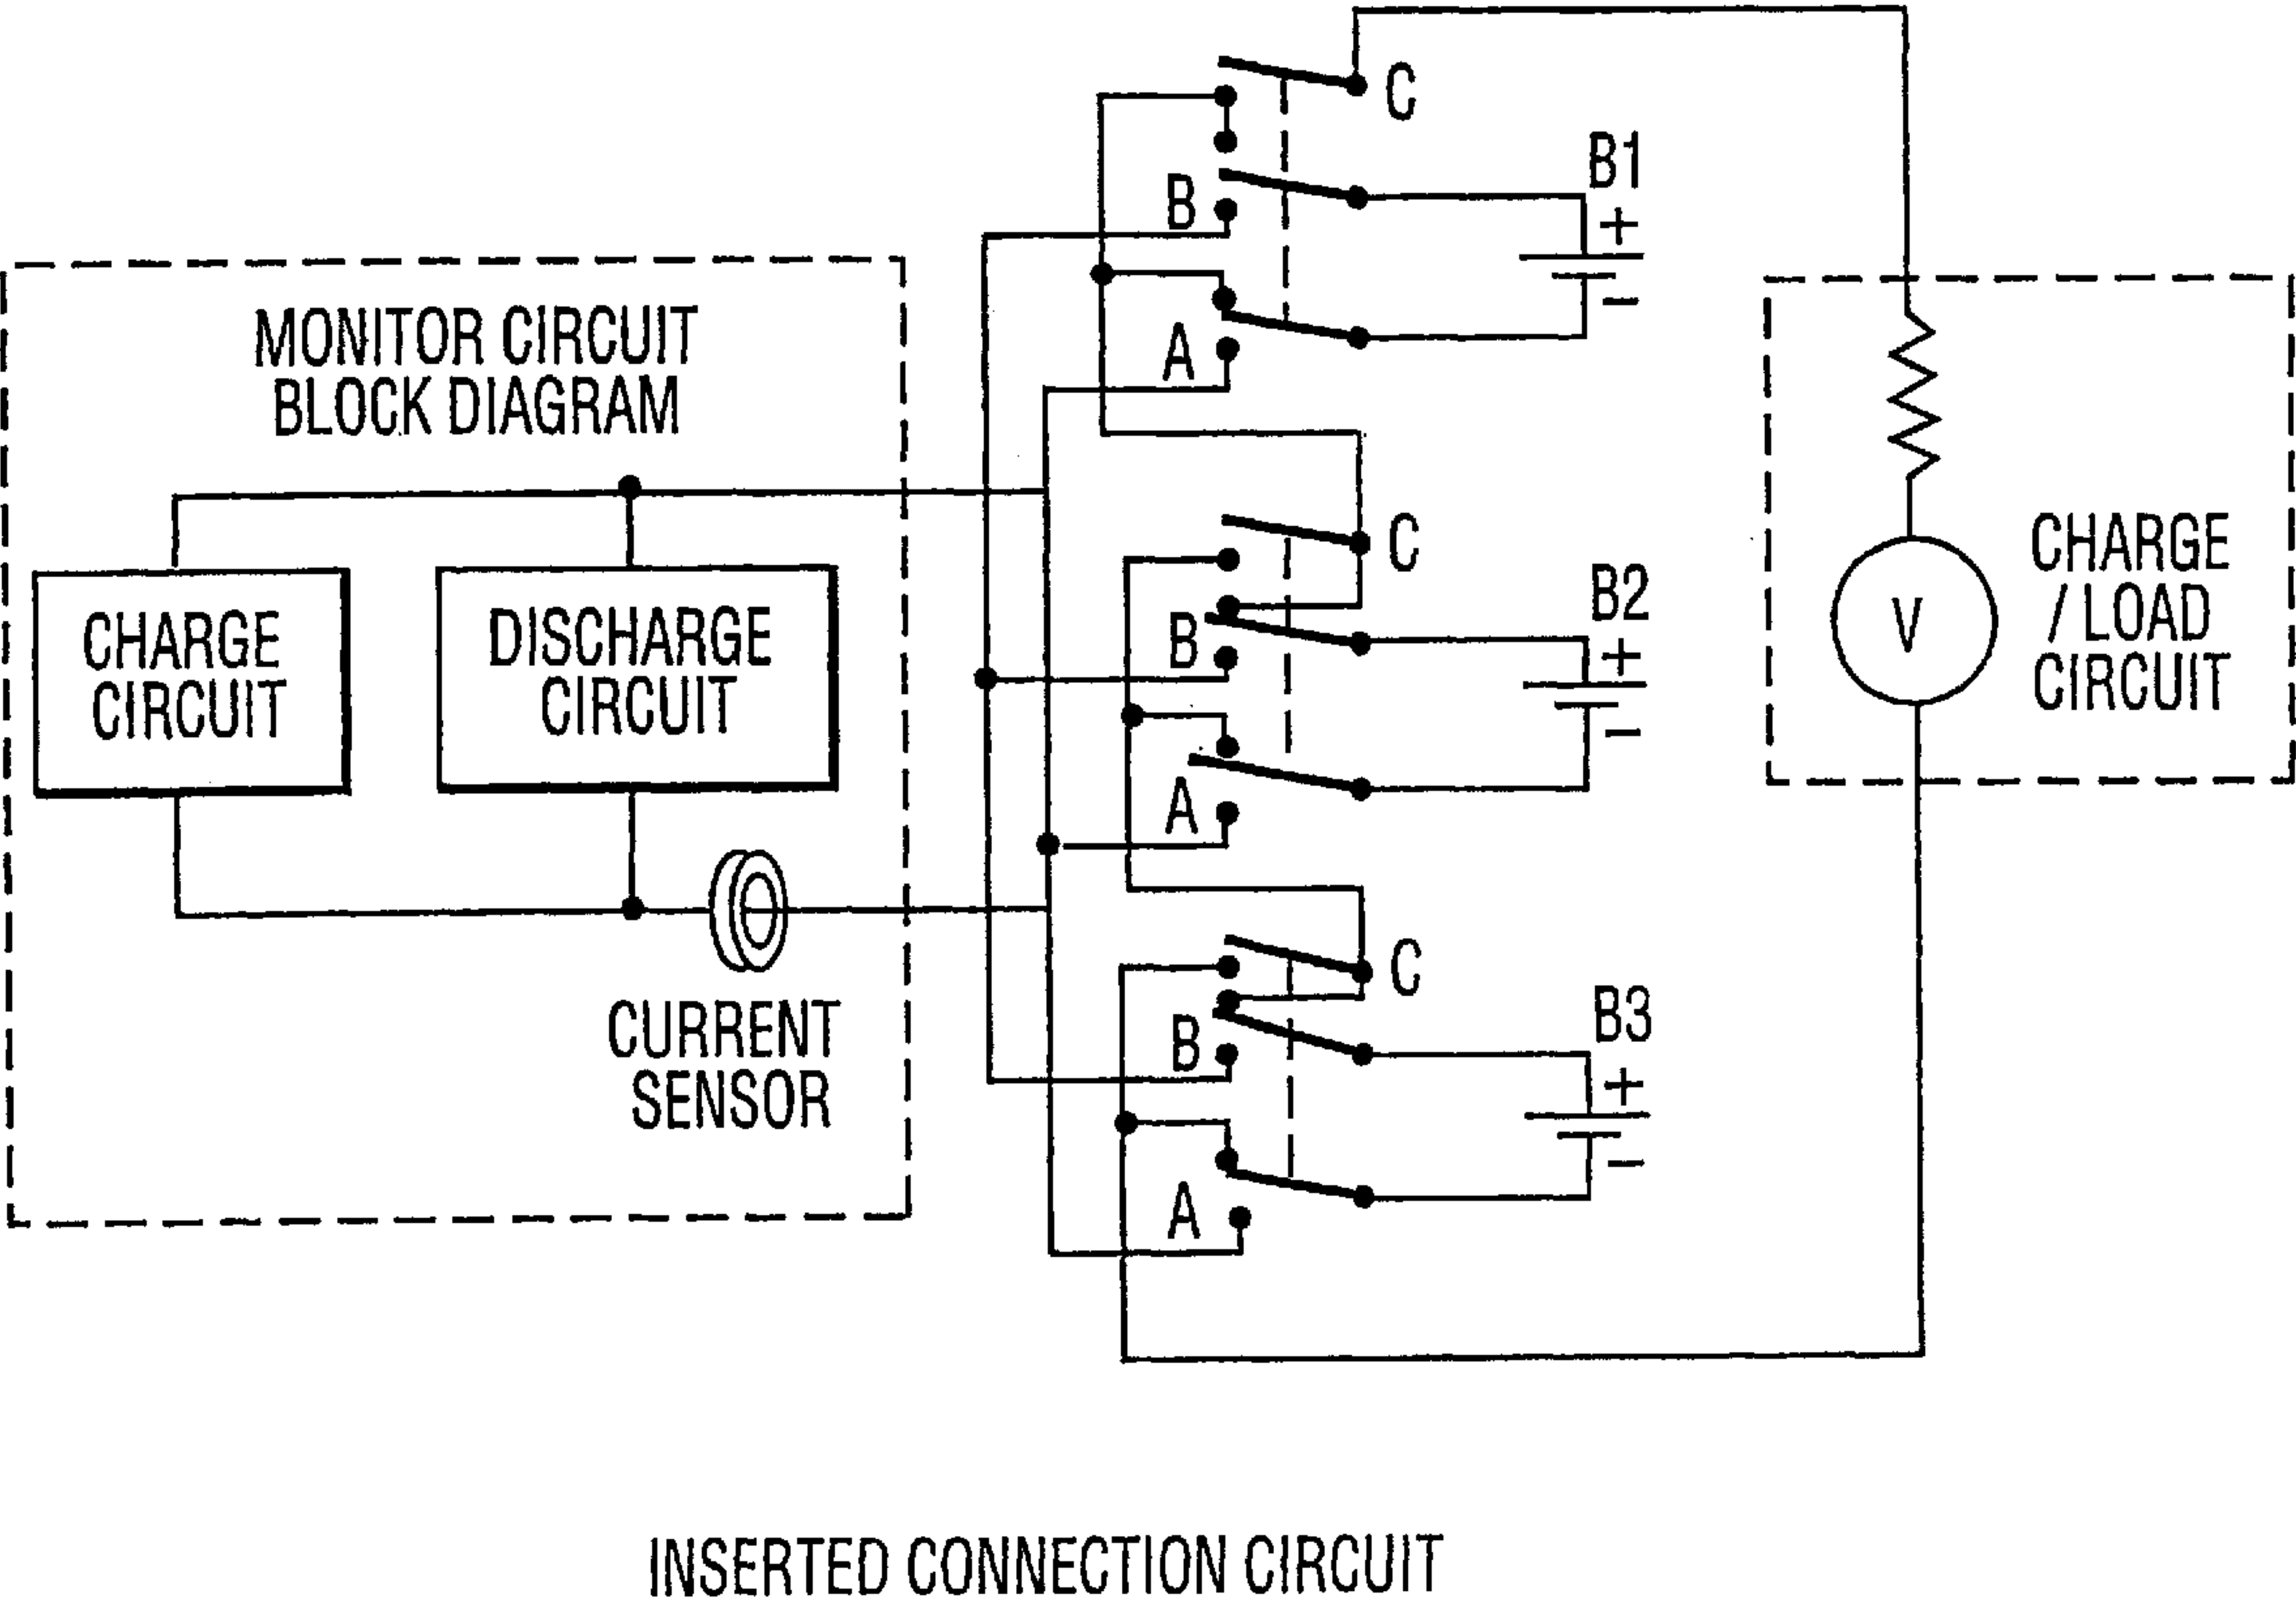 C
B1
+
B
−
A
MONITOR CIRCUIT
BLOCK DIAGRAM
CHARGE
CIRCUIT
DISCHARGE
CIRCUIT
CURRENT
SENSOR
C
B2
+
B
−
A
C
B3
+
B
−
A
V
CHARGE
/ LOAD
CIRCUIT
INSERTED CONNECTION CIRCUIT